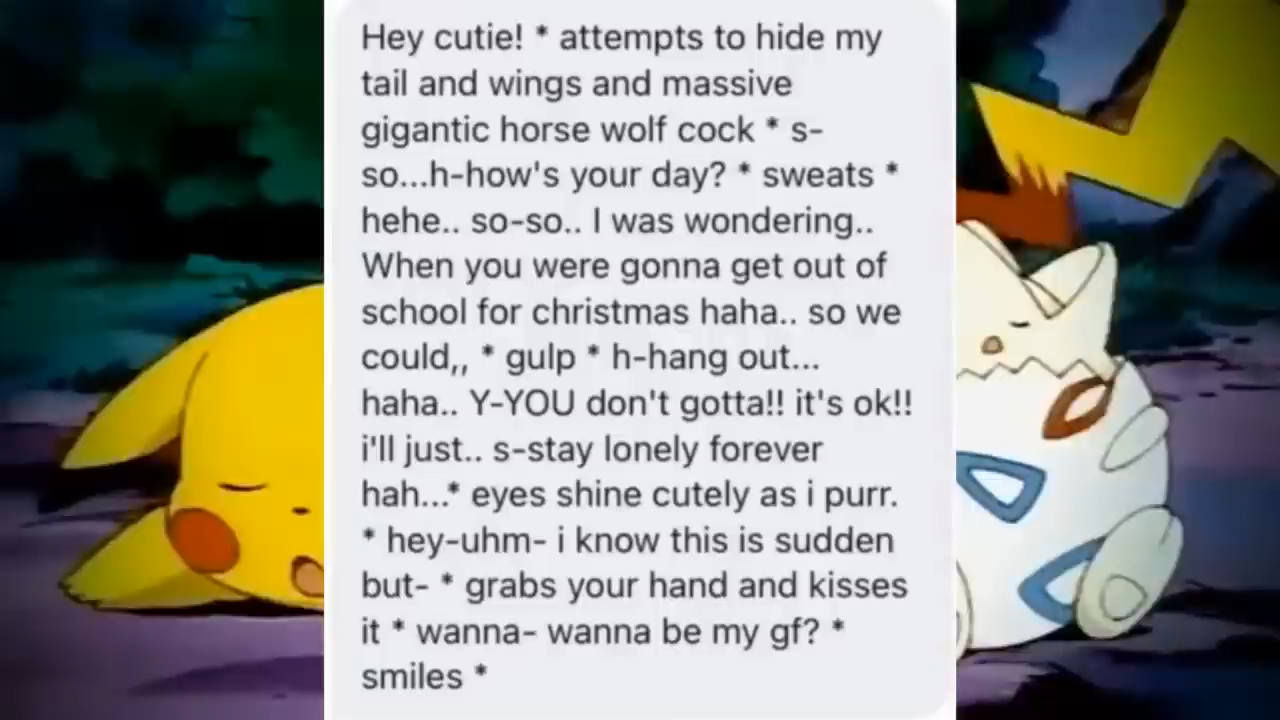 Hey cutie! * attempts to hide my
tail and wings and massive
gigantic horse wolf cock * s-
so...h-how's your day? * sweats *
hehe.. so-so.. I was wondering..
When you were gonna get out of
school for christmas haha.. so we
could,, * gulp * h-hang out...
haha.. Y-YOU don't gotta!! it's ok!!
i'll just.. s-stay lonely forever
hah...* eyes shine cutely as i purr.
* hey-uhm- i know this is sudden
but- * grabs your hand and kisses
it * wanna- wanna be my gf? *
smiles *